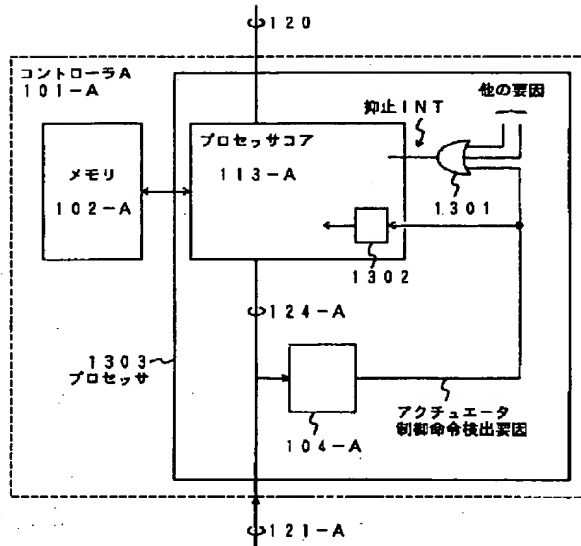 120
コントローラA
101-A
他の要因
抑止INT
プロセッサコア
メモリ
113-A
102-A
1301
1302
124-A
1303
プロセッサ
アクチュエータ
制御命令検出要因
104-A
121-A